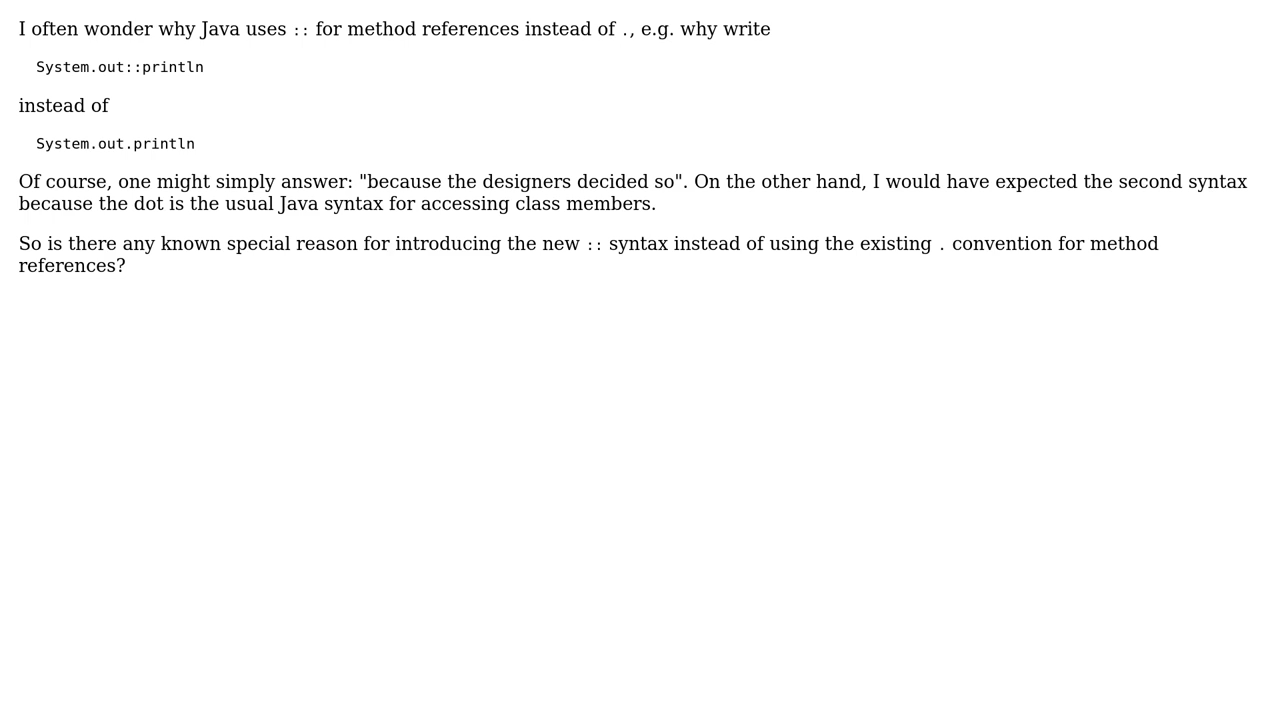 I often wonder why Java uses :: for method references instead of ., e.g. why write
System.out::println
instead of
System.out.println
Of course, one might simply answer: "because the designers decided so". On the other hand, I would have expected the second syntax
because the dot is the usual Java syntax for accessing class members.
So is there any known special reason for introducing the new :: syntax instead of using the existing . convention for method
references?